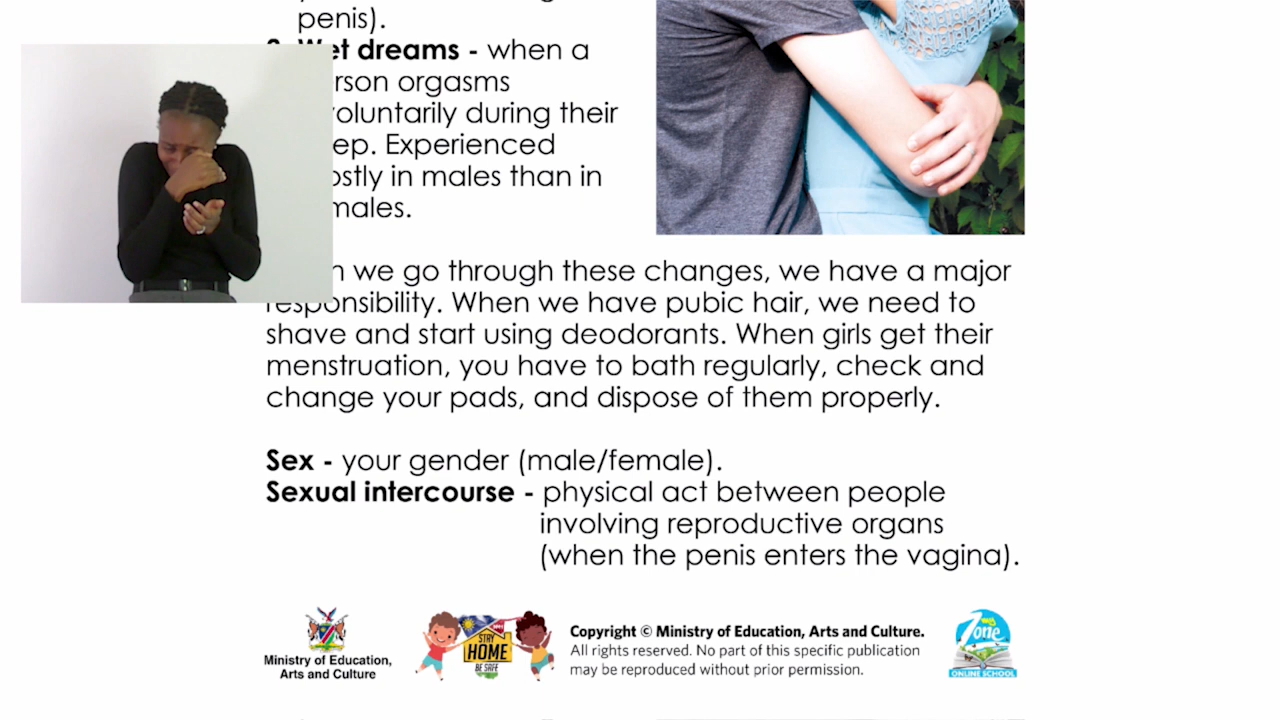 penis).
Wet dreams - when a
orgasms
during their
Experienced
in males than in
we go through these changes, we have a major
responsibility. When we have pubic hair, we need to
shave and start using deodorants. When girls get their
menstruation, you have to bath regularly, check and
change your pads, and dispose of them properly.
Sex - your gender (male/female).
Sexual intercourse - physical act between people
involving reproductive organs
(when the penis enters the vagina).
Ministry of Education,
Arts and Culture
STAY
HOME
BE SAFE
Copyright © Ministry of Education, Arts and Culture.
All rights reserved. No part of this specific publication
may be reproduced without prior permission.
Zone
ONLINE SCHOOL